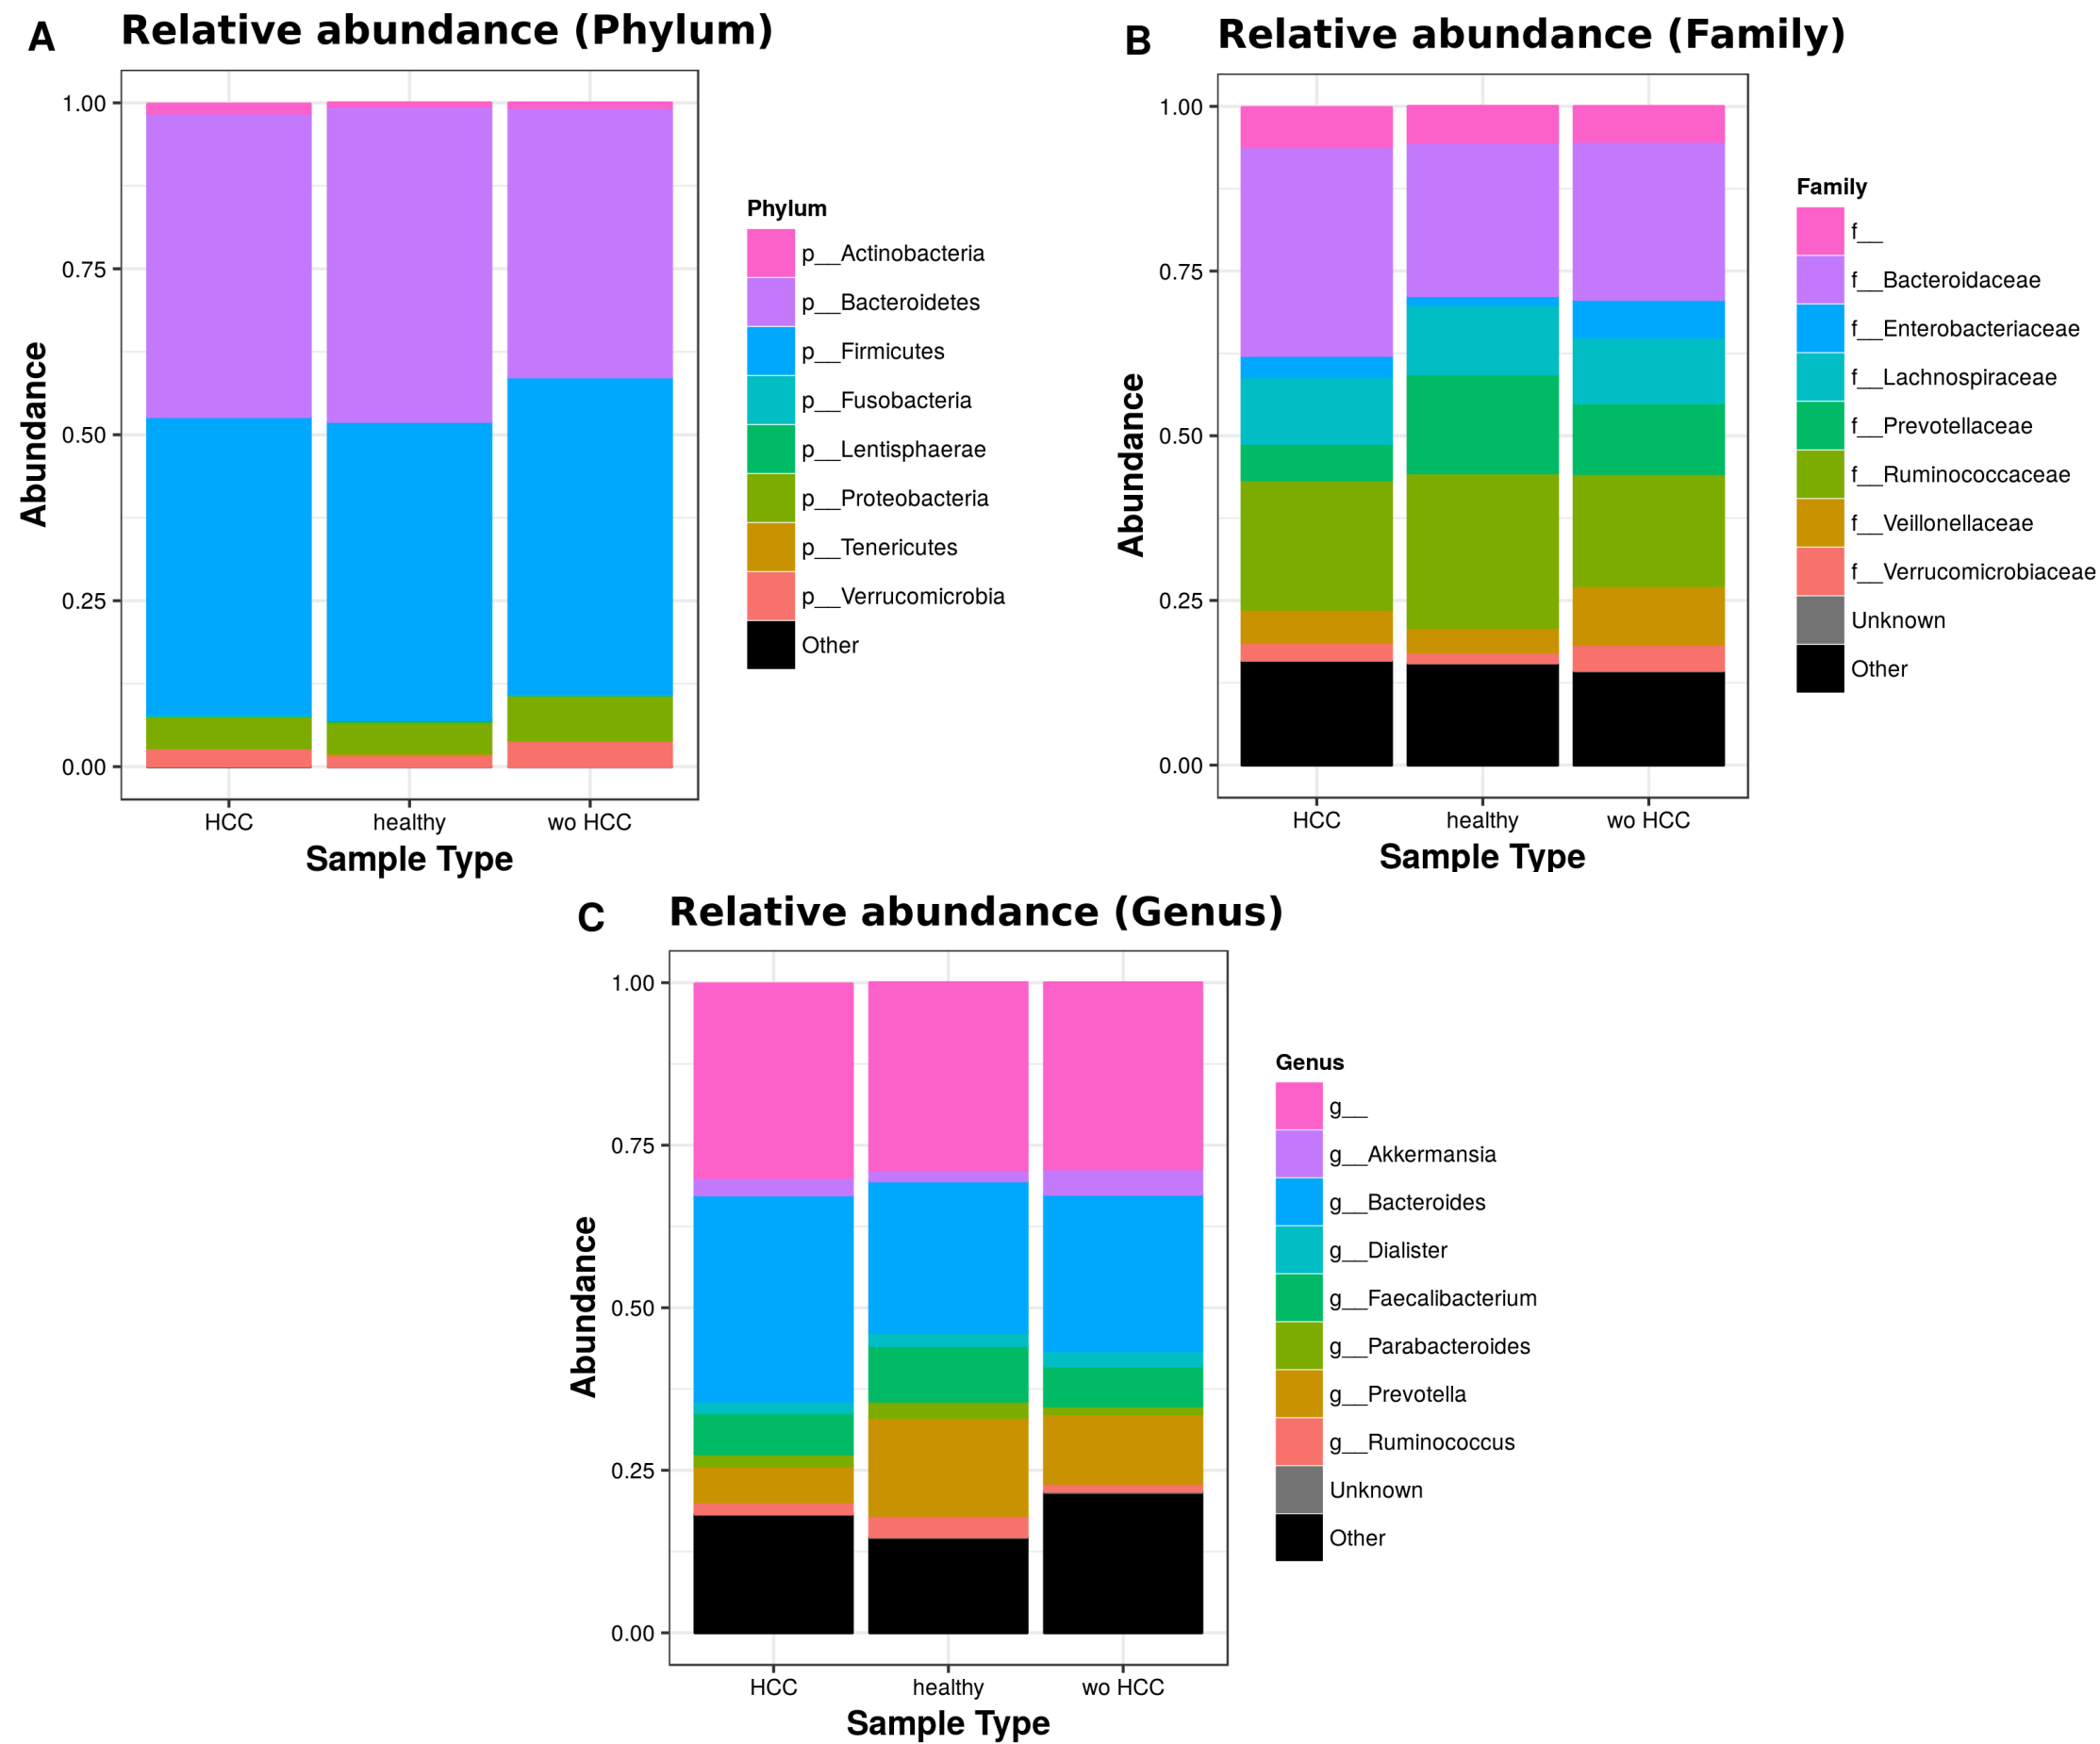 A
Relative abundance (Phylum)
Abundance
1.00
0.75
0.50
0.25
0.00
HCC
healthy
wo HCC
Sample Type
Phylum
p__Actinobacteria
p__Bacteroidetes
p__Firmicutes
p__Fusobacteria
p__Lentisphaerae
p__Proteobacteria
p__Tenericutes
p__Verrucomicrobia
Other
B
Relative abundance (Family)
Abundance
1.00
0.75
0.50
0.25
0.00
HCC
healthy
wo HCC
Sample Type
Family
f__
f__Bacteroidaceae
f__Enterobacteriaceae
f__Lachnospiraceae
f__Prevotellaceae
f__Ruminococcaceae
f__Veillonellaceae
f__Verrucomicrobiaceae
Unknown
Other
C
Relative abundance (Genus)
Abundance
1.00
0.75
0.50
0.25
0.00
HCC
healthy
wo HCC
Sample Type
Genus
g__
g__Akkermansia
g__Bacteroides
g__Dialister
g__Faecalibacterium
g__Parabacteroides
g__Prevotella
g__Ruminococcus
Unknown
Other